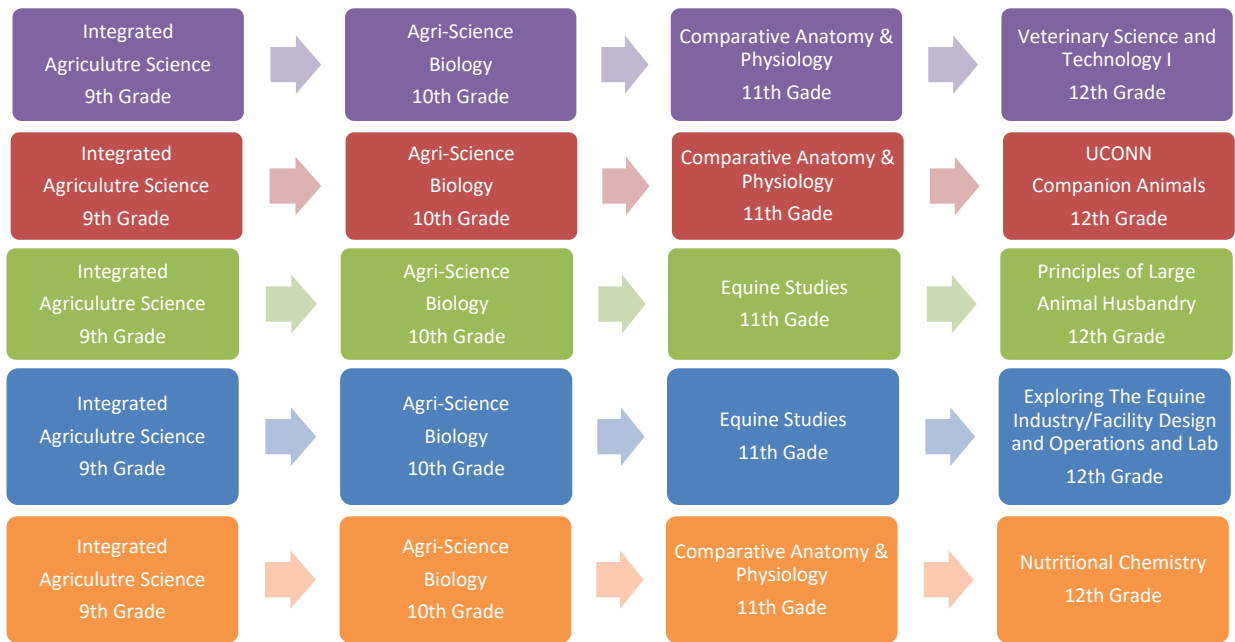 Integrated
Agriculutre Science
9th Grade
Agri-Science
Biology
10th Grade
Comparative Anatomy &
Physiology
11th Gade
Veterinary Science and
Technology I
12th Grade
Integrated
Agriculutre Science
9th Grade
Agri-Science
Biology
10th Grade
Comparative Anatomy &
Physiology
11th Gade
UCONN
Companion Animals
12th Grade
Integrated
Agriculutre Science
9th Grade
Agri-Science
Biology
10th Grade
Equine Studies
11th Gade
Principles of Large
Animal Husbandry
12th Grade
Integrated
Agriculutre Science
9th Grade
Agri-Science
Biology
10th Grade
Equine Studies
11th Gade
Exploring The Equine
Industry/Facility Design
and Operations and Lab
12th Grade
Integrated
Agriculutre Science
9th Grade
Agri-Science
Biology
10th Grade
Comparative Anatomy &
Physiology
11th Gade
Nutritional Chemistry
12th Grade